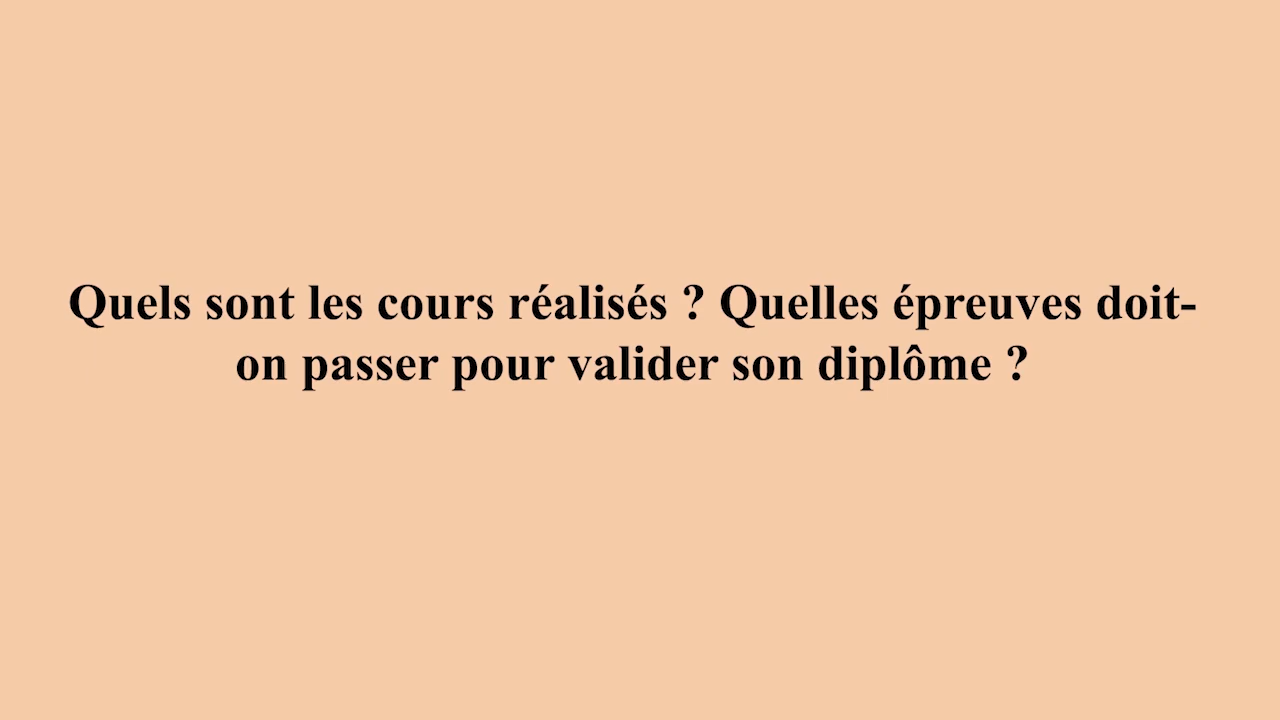 Quels sont les cours réalisés ? Quelles épreuves doit-
on passer pour valider son diplôme ?